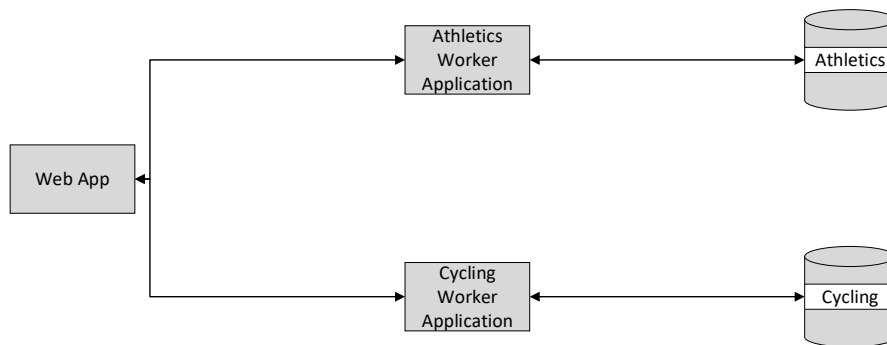 Athletics
Worker
Application
Athletics
Web App
Cycling
Worker
Application
Cycling